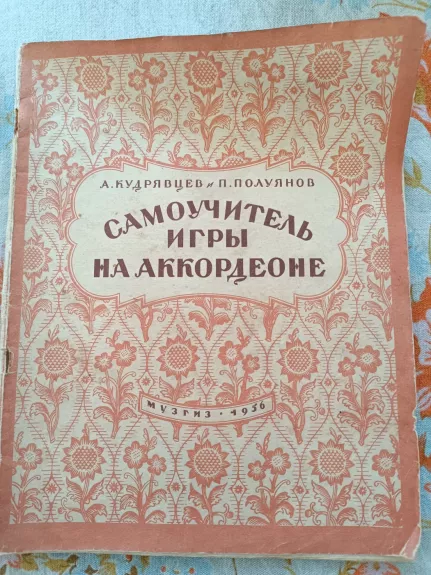 А. КУДРЯВЦЕВ и П. ПОЛУЯНОВ
САМОУЧИТЕЛЬ
ИГРЫ
НА АККОРДЕОНЕ
МУЗГИЗ · 1956